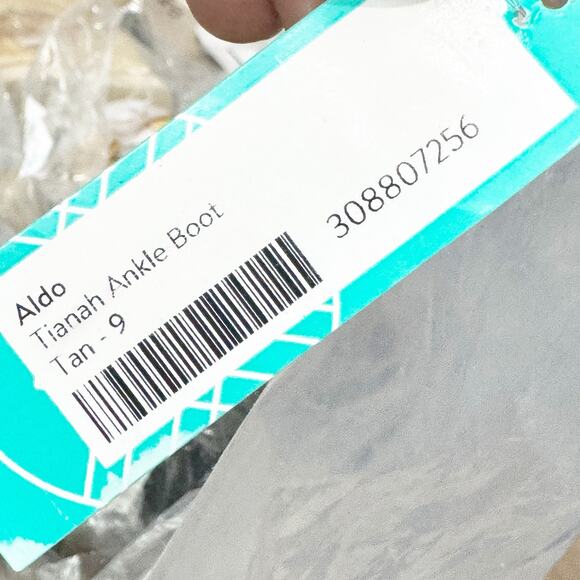 Aldo
Tianah Ankle Boot
Tan - 9
308807256